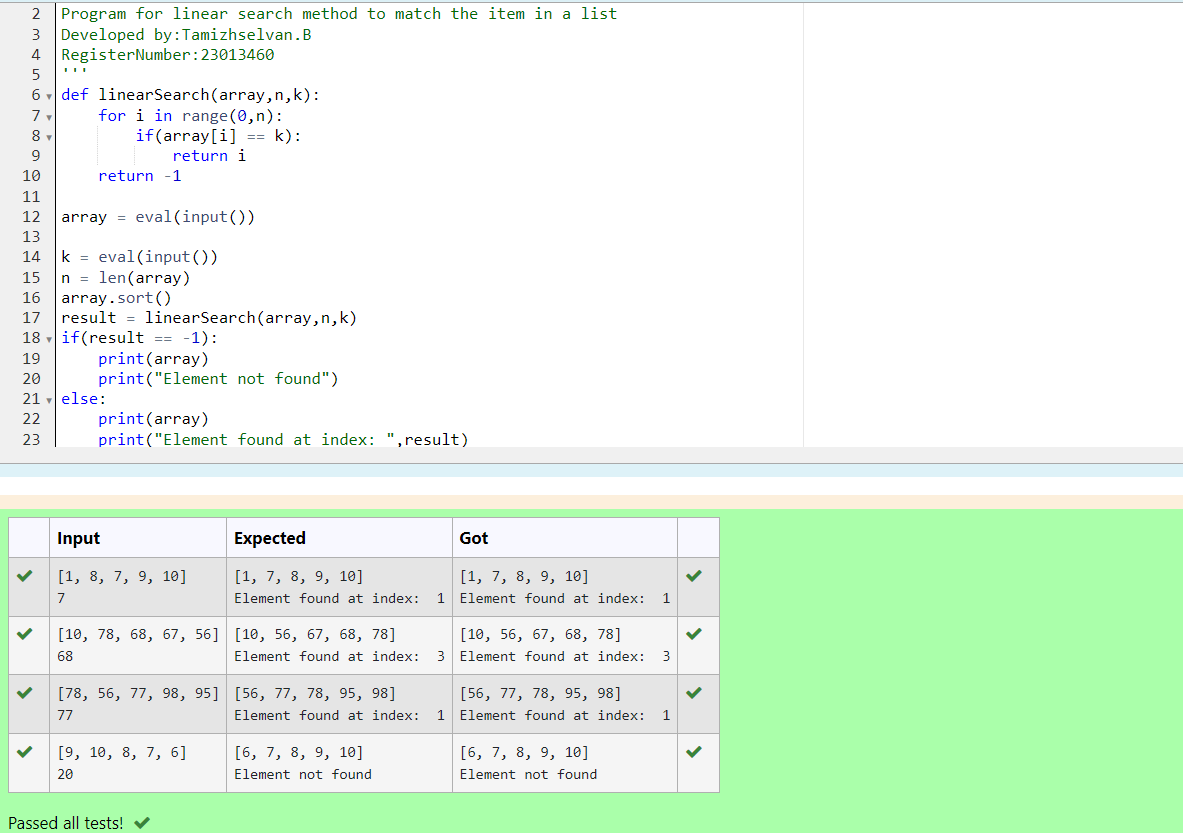 2 Program for linear search method to match the item in a list
3 Developed by:Tamizhselvan.B
4 RegisterNumber:23013460
5 '''
6 def linearSearch(array,n,k):
7     for i in range(0,n):
8         if(array[i] == k):
9             return i
10     return -1
11
12 array = eval(input())
13
14 k = eval(input())
15 n = len(array)
16 array.sort()
17 result = linearSearch(array,n,k)
18 if(result == -1):
19     print(array)
20     print("Element not found")
21 else:
22     print(array)
23     print("Element found at index: ",result)
Input Expected Got
[1, 8, 7, 9, 10] [1, 7, 8, 9, 10] [1, 7, 8, 9, 10]
7 Element found at index:  1 Element found at index:  1
[10, 78, 68, 67, 56] [10, 56, 67, 68, 78] [10, 56, 67, 68, 78]
68 Element found at index:  3 Element found at index:  3
[78, 56, 77, 98, 95] [56, 77, 78, 95, 98] [56, 77, 78, 95, 98]
77 Element found at index:  1 Element found at index:  1
[9, 10, 8, 7, 6] [6, 7, 8, 9, 10] [6, 7, 8, 9, 10]
20 Element not found Element not found
Passed all tests!